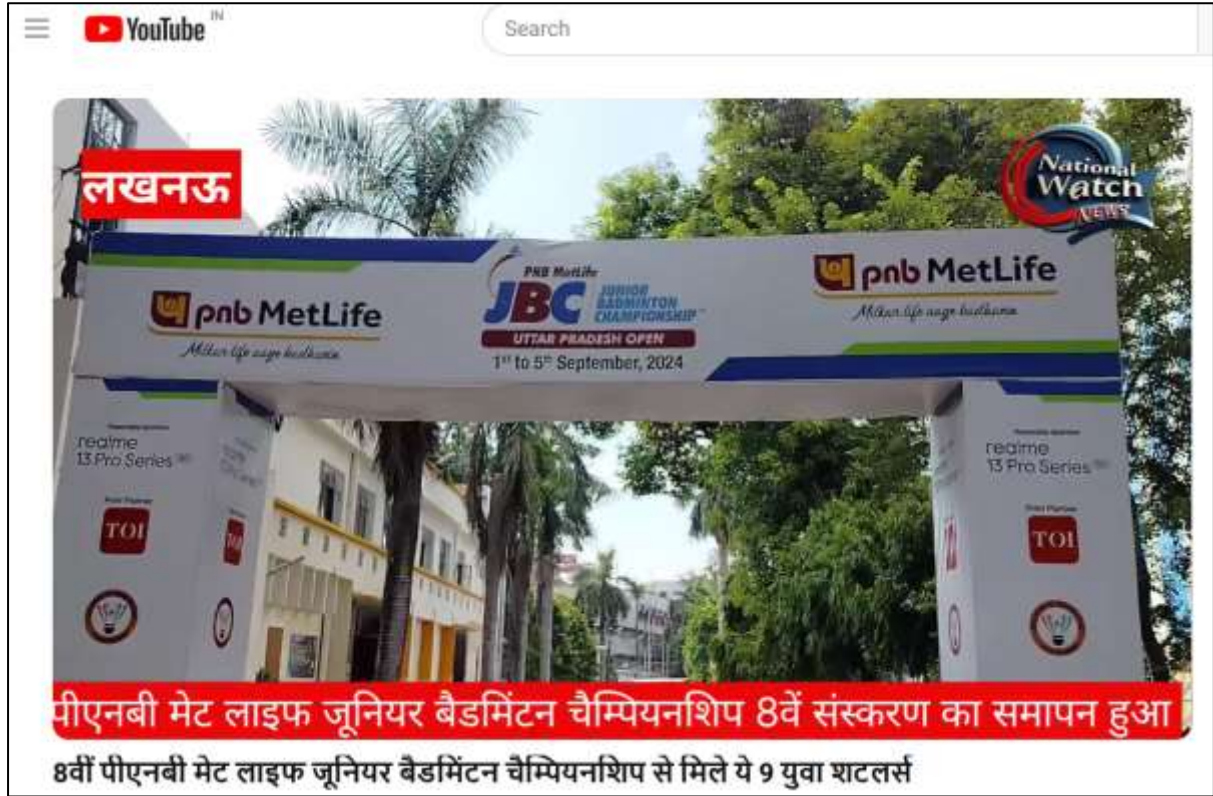 YouTube IN
Search
लखनऊ
National
Watch
NEWS
pnb MetLife
Milkar life aage badhaein
PNB MetLife
JBC JUNIOR
BADMINTON
CHAMPIONSHIP
UTTAR PRADESH OPEN
1st to 5th September, 2024
pnb MetLife
Milkar life aage badhaein
realme
13 Pro Series
TOI
TOI
realme
13 Pro Series
TOI
पीएनबी मेट लाइफ जूनियर बैडमिंटन चैम्पियनशिप 8वें संस्करण का समापन हुआ
8वीं पीएनबी मेट लाइफ जूनियर बैडमिंटन चैम्पियनशिप से मिले ये 9 युवा शटलर्स